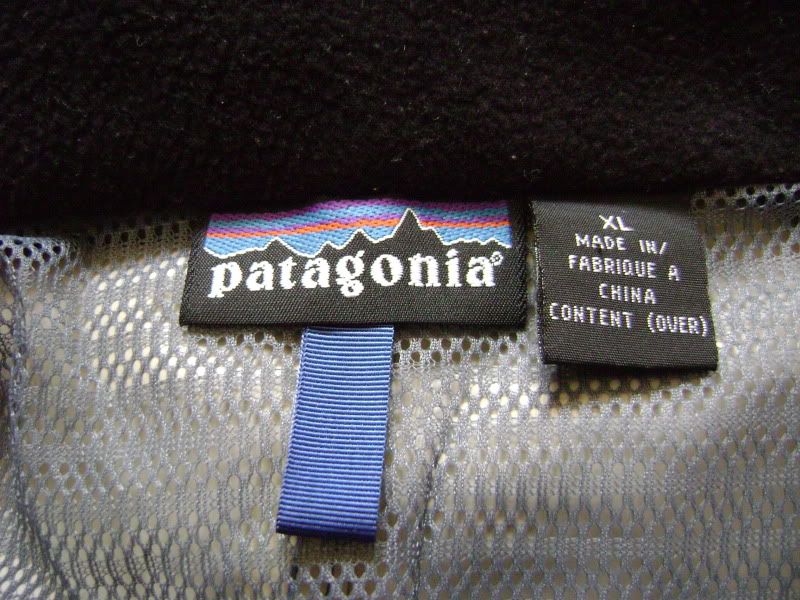 patagonia®
XL
MADE IN/
FABRIQUE A
CHINA
CONTENT (OVER)